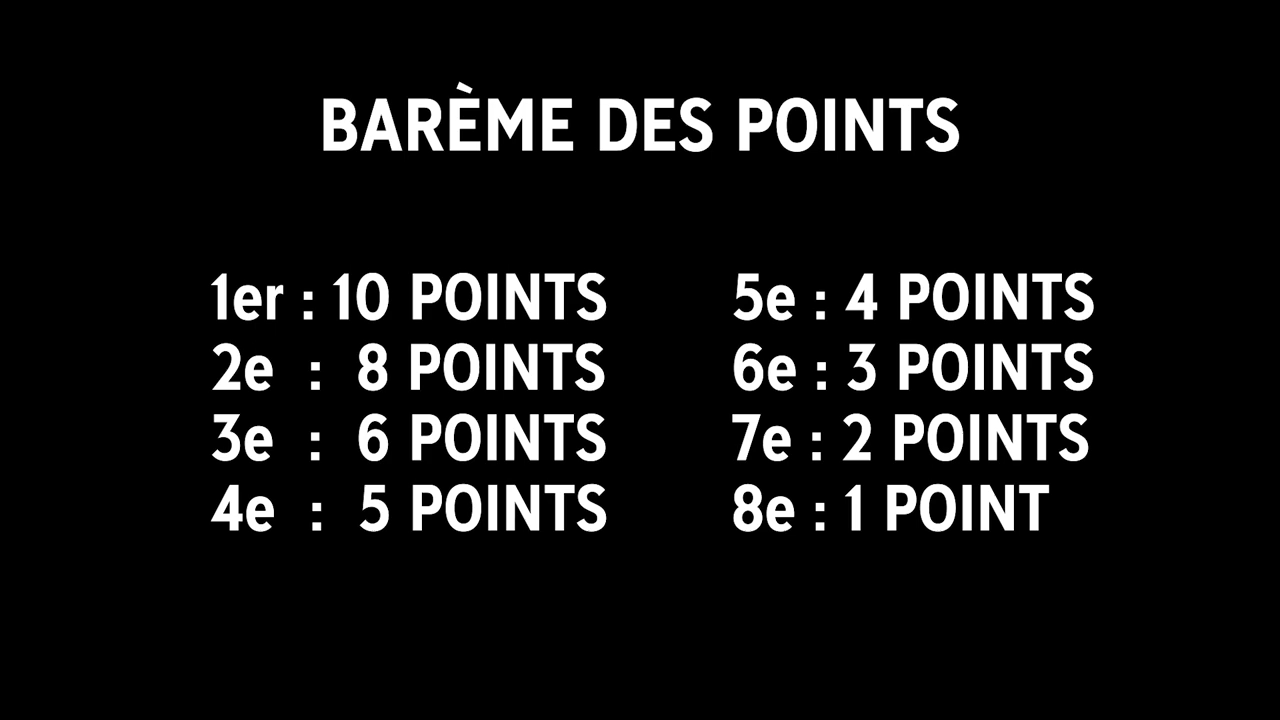 BARÈME DES POINTS
1er : 10 POINTS
2e : 8 POINTS
3e : 6 POINTS
4e : 5 POINTS
5e : 4 POINTS
6e : 3 POINTS
7e : 2 POINTS
8e : 1 POINT